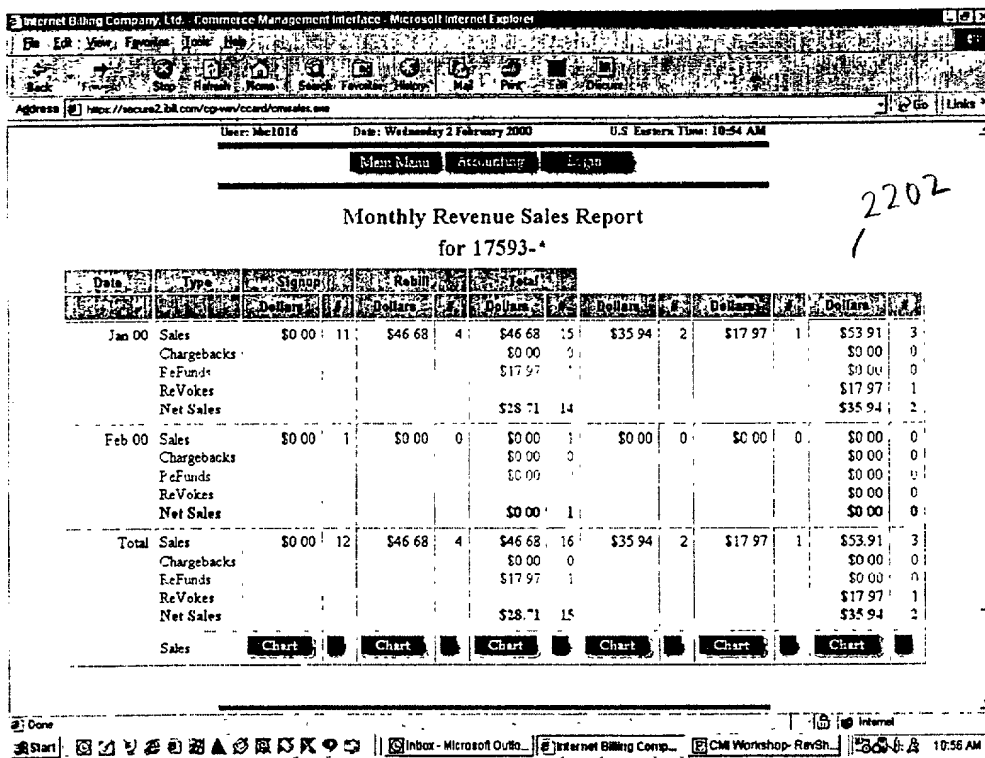 Internet Billing Company, Ltd. - Commerce Management Interface - Microsoft Internet Explorer
File Edit View Favorites Tools Help
Back Stop Refresh Home Search Favorites History Mail Print Edit Discuss
Address https://secure2.ibill.com/cgi-win/ccard/cmsales.exe Go Links
User: hhc1016 Date: Wednesday 2 February 2000 U.S Eastern Time: 10:54 AM
Main Menu Accounting Login
2202
Monthly Revenue Sales Report
for 17593-*
Date Type Signup Rebill Total
Dollars # Dollars # Dollars # Dollars # Dollars # Dollars #
Jan 00 Sales $0 00 11 $46 68 4 $46 68 15 $35 94 2 $17 97 1 $53 91 3
Chargebacks $0 00 0 $0 00 0
ReFunds $17 97 $0 00 0
ReVokes $17 97 1
Net Sales $28 71 14 $35 94 2
Feb 00 Sales $0 00 1 $0 00 0 $0 00 1 $0 00 0 $0 00 0 $0 00 0
Chargebacks $0 00 0 $0 00 0
ReFunds $0 00 $0 00 0
ReVokes $0 00 0
Net Sales $0 00 1 $0 00 0
Total Sales $0 00 12 $46 68 4 $46 68 16 $35 94 2 $17 97 1 $53.91 3
Chargebacks $0 00 0 $0 00 0
ReFunds $17 97 1 $0 00 0
ReVokes $17 97 1
Net Sales $28.71 15 $35 94 2
Sales Chart Chart Chart Chart Chart Chart
Done Internet
Start Inbox - Microsoft Outlo... Internet Billing Comp... CMI Workshop- RevSh... 10:56 AM